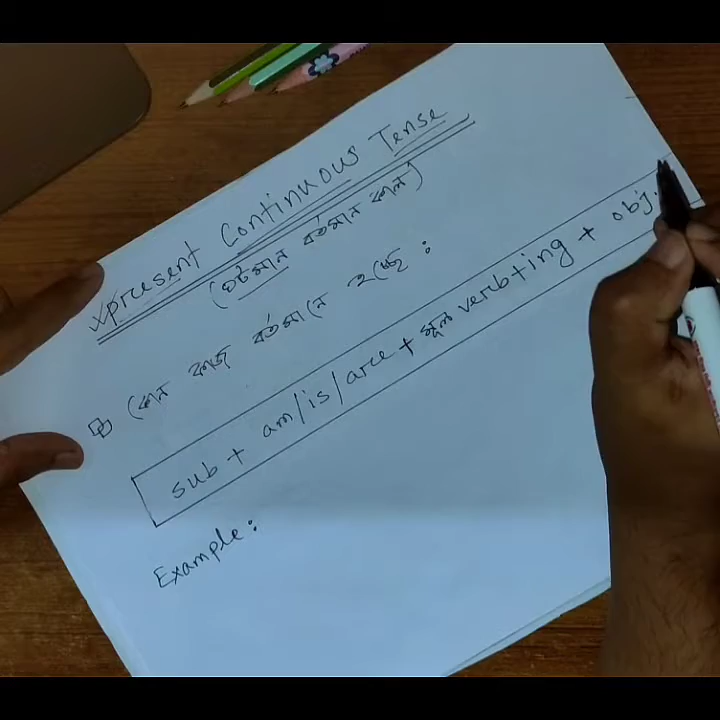 Present Continuous Tense
(ঘটমান বর্তমান কাল)
কোন কাজ বর্তমানে হচ্ছে :
sub + am/is/are + মূল verb + ing + obj.
Example: